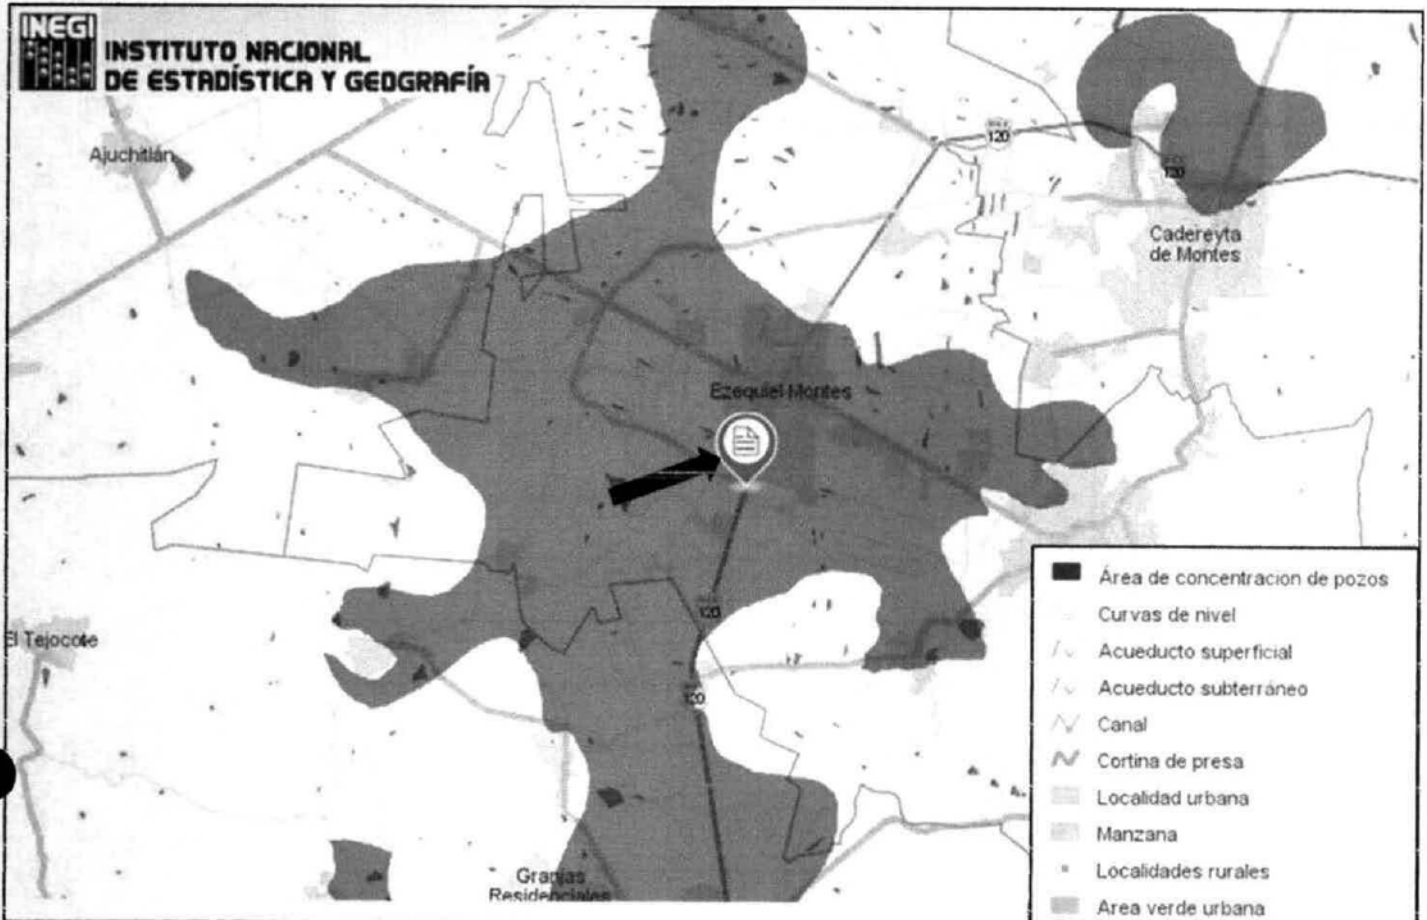 INEGI
INSTITUTO NACIONAL
DE ESTADÍSTICA Y GEOGRAFÍA
Ajuchitlán
120
120
Cadereyta
de Montes
Ezequiel Montes
120
El Tejocote
120
Granjas
Residenciales
Área de concentracion de pozos
Curvas de nivel
Acueducto superficial
Acueducto subterráneo
Canal
Cortina de presa
Localidad urbana
Manzana
Localidades rurales
Area verde urbana